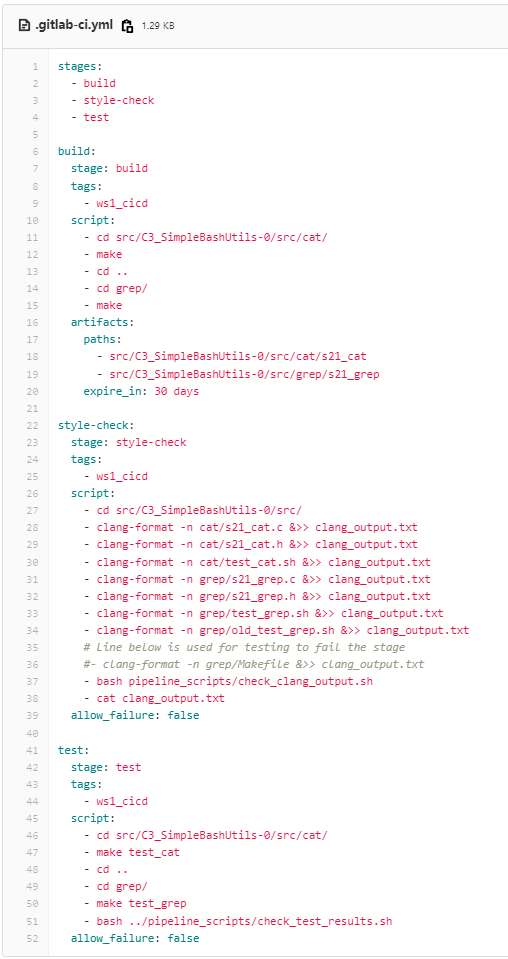 .gitlab-ci.yml 1.29 KB
1 stages:
2   - build
3   - style-check
4   - test
5
6 build:
7   stage: build
8   tags:
9     - ws1_cicd
10   script:
11     - cd src/C3_SimpleBashUtils-0/src/cat/
12     - make
13     - cd ..
14     - cd grep/
15     - make
16   artifacts:
17     paths:
18       - src/C3_SimpleBashUtils-0/src/cat/s21_cat
19       - src/C3_SimpleBashUtils-0/src/grep/s21_grep
20     expire_in: 30 days
21
22 style-check:
23   stage: style-check
24   tags:
25     - ws1_cicd
26   script:
27     - cd src/C3_SimpleBashUtils-0/src/
28     - clang-format -n cat/s21_cat.c &>> clang_output.txt
29     - clang-format -n cat/s21_cat.h &>> clang_output.txt
30     - clang-format -n cat/test_cat.sh &>> clang_output.txt
31     - clang-format -n grep/s21_grep.c &>> clang_output.txt
32     - clang-format -n grep/s21_grep.h &>> clang_output.txt
33     - clang-format -n grep/test_grep.sh &>> clang_output.txt
34     - clang-format -n grep/old_test_grep.sh &>> clang_output.txt
35     # Line below is used for testing to fail the stage
36     #- clang-format -n grep/Makefile &>> clang_output.txt
37     - bash pipeline_scripts/check_clang_output.sh
38     - cat clang_output.txt
39   allow_failure: false
40
41 test:
42   stage: test
43   tags:
44     - ws1_cicd
45   script:
46     - cd src/C3_SimpleBashUtils-0/src/cat/
47     - make test_cat
48     - cd ..
49     - cd grep/
50     - make test_grep
51     - bash ../pipeline_scripts/check_test_results.sh
52   allow_failure: false